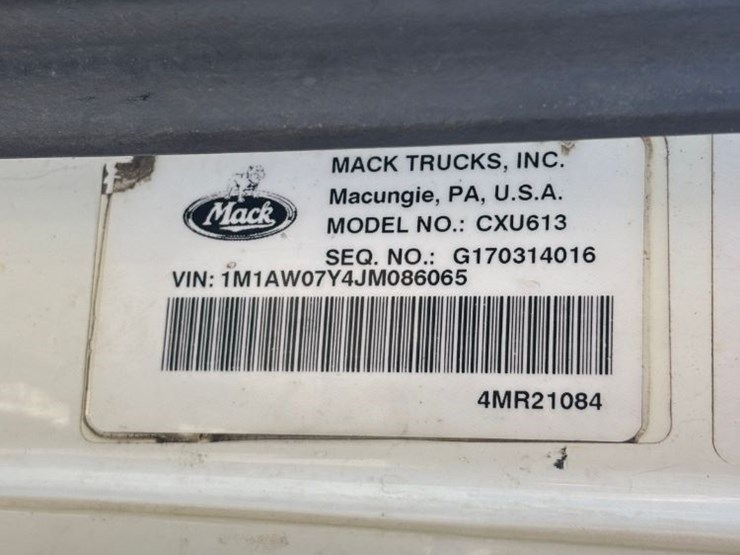 MACK TRUCKS, INC.
Mack
Macungie, PA, U.S.A.
MODEL NO.: CXU613
SEQ. NO.: G170314016
VIN: 1M1AW07Y4JM086065
4MR21084